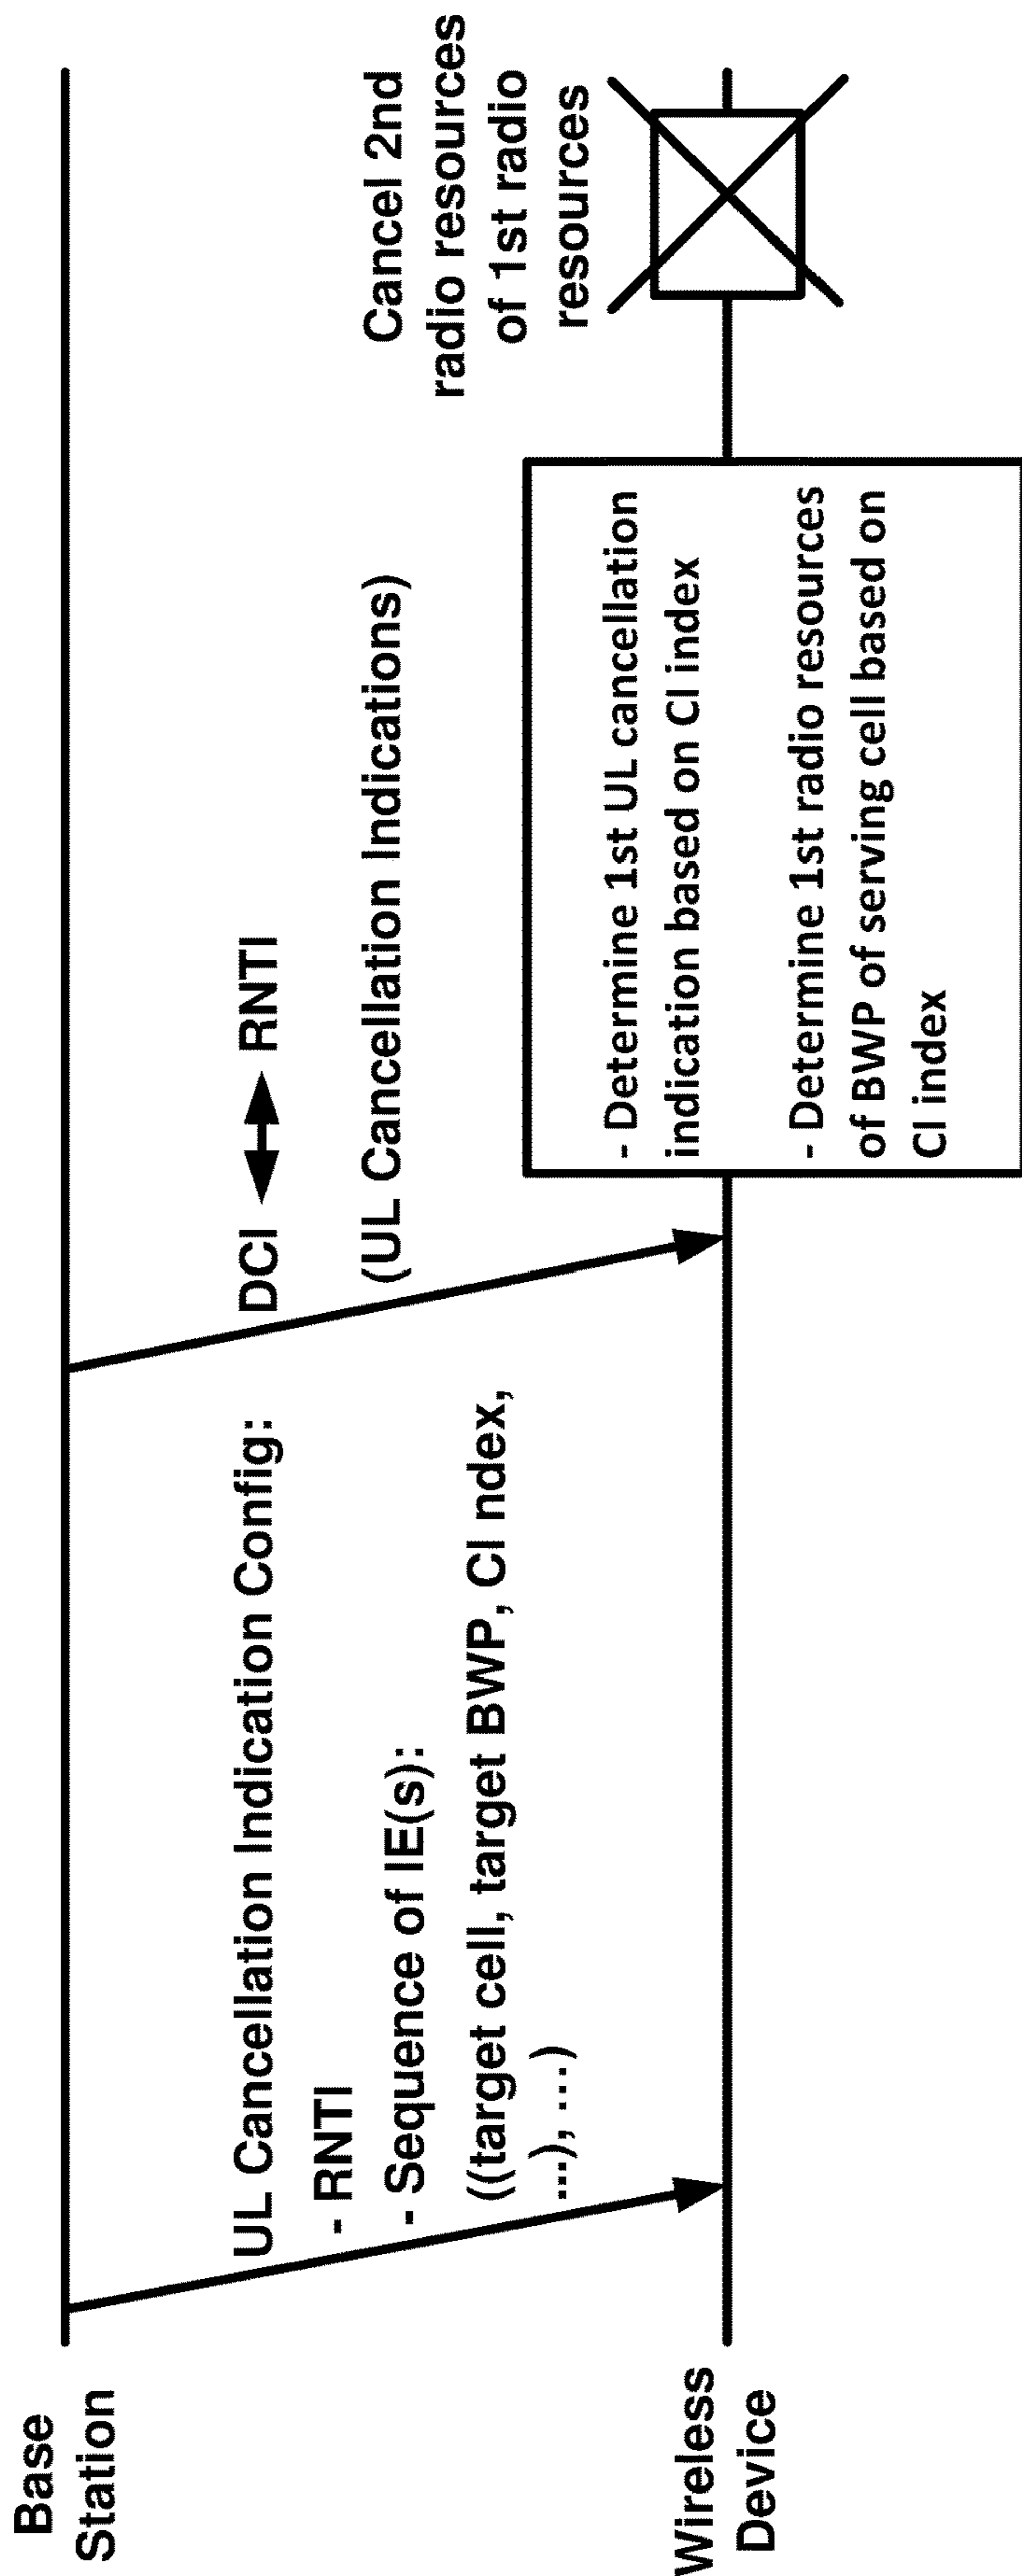 Base
Station
Wireless
Device
UL Cancellation Indication Config:
- RNTI
- Sequence of IE(s):
((target cell, target BWP, CI ndex,
...), ...)
DCI RNTI
(UL Cancellation Indications)
- Determine 1st UL cancellation
indication based on CI index
- Determine 1st radio resources
of BWP of serving cell based on
CI index
Cancel 2nd
radio resources
of 1st radio
resources